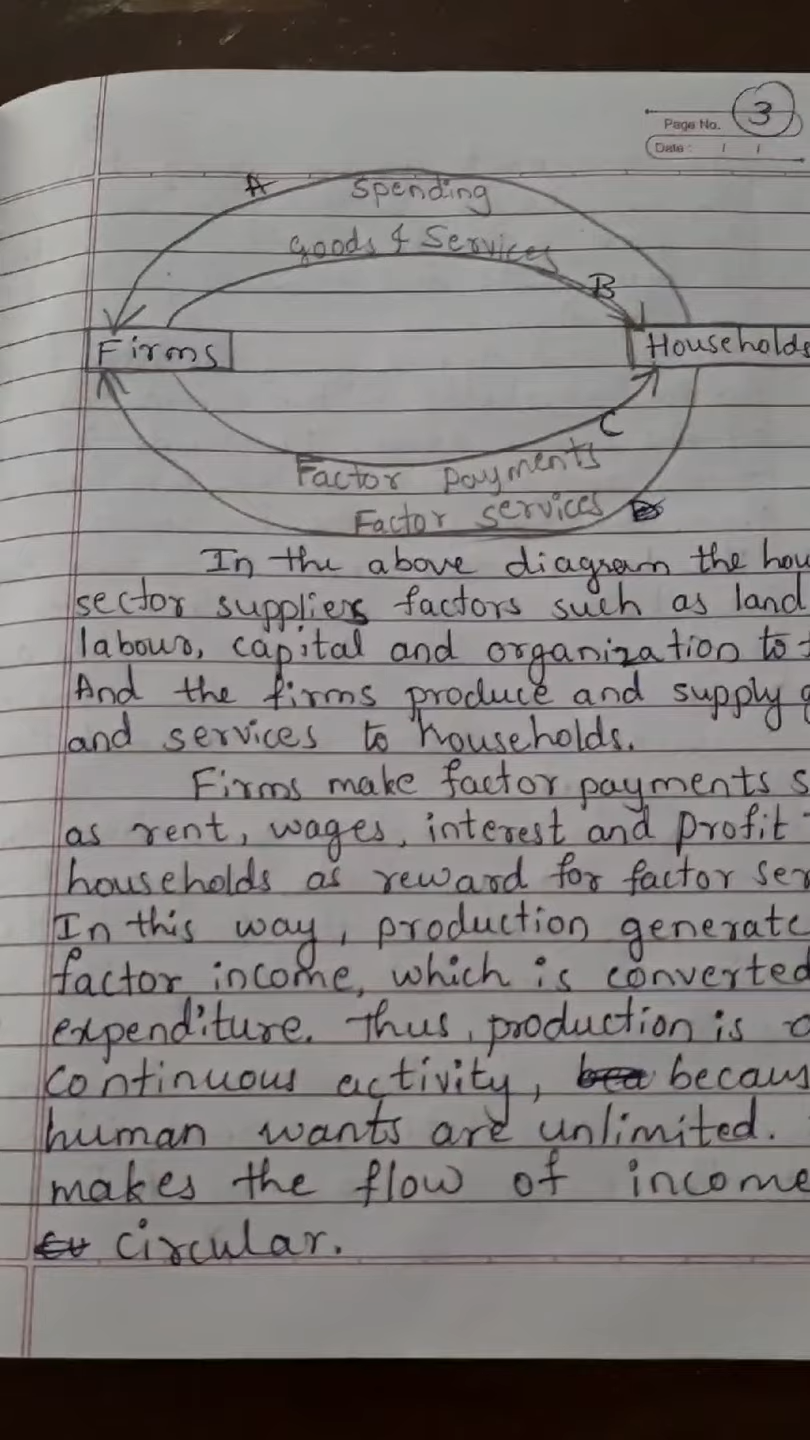 Page No. 3
Date : / /
A Spending
Goods & Services
B
Firms
Households
C
Factor payments
Factor services
In the above diagram the hou
sector suppliers factors such as land
labour, capital and organization to
And the firms produce and supply g
and services to households.
Firms make factor payments s
as rent, wages, interest and profit
households as reward for factor ser
In this way, production generate
factor income, which is converted
expenditure. Thus, production is a
continuous activity, becaus
human wants are unlimited.
makes the flow of income
circular.